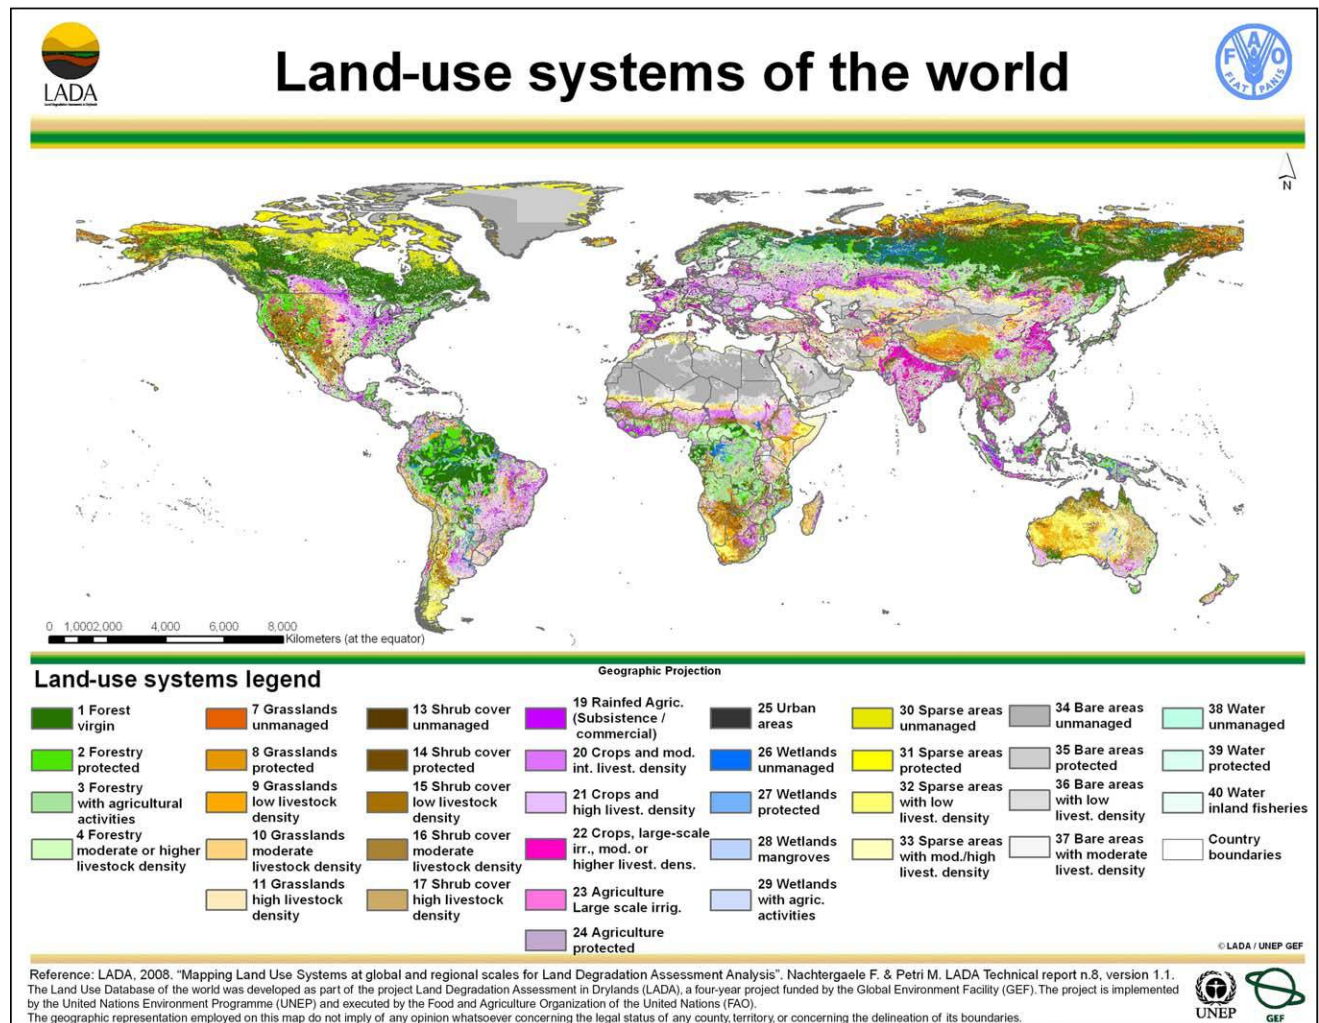 Land-use systems of the world
LADA
F A O
FIAT PANIS
N
0 1,0002,000 4,000 6,000 8,000
Kilometers (at the equator)
Geographic Projection
Land-use systems legend
1 Forest
virgin
2 Forestry
protected
3 Forestry
with agricultural
activities
4 Forestry
moderate or higher
livestock density
7 Grasslands
unmanaged
8 Grasslands
protected
9 Grasslands
low livestock
density
10 Grasslands
moderate
livestock density
11 Grasslands
high livestock
density
13 Shrub cover
unmanaged
14 Shrub cover
protected
15 Shrub cover
low livestock
density
16 Shrub cover
moderate
livestock density
17 Shrub cover
high livestock
density
19 Rainfed Agric.
(Subsistence /
commercial)
20 Crops and mod.
int. livest. density
21 Crops and
high livest. density
22 Crops, large-scale
irr., mod. or
higher livest. dens.
23 Agriculture
Large scale irrig.
24 Agriculture
protected
25 Urban
areas
26 Wetlands
unmanaged
27 Wetlands
protected
28 Wetlands
mangroves
29 Wetlands
with agric.
activities
30 Sparse areas
unmanaged
31 Sparse areas
protected
32 Sparse areas
with low
livest. density
33 Sparse areas
with mod./high
livest. density
34 Bare areas
unmanaged
35 Bare areas
protected
36 Bare areas
with low
livest. density
37 Bare areas
with moderate
livest. density
38 Water
unmanaged
39 Water
protected
40 Water
inland fisheries
Country
boundaries
© LADA / UNEP GEF
Reference: LADA, 2008. “Mapping Land Use Systems at global and regional scales for Land Degradation Assessment Analysis”. Nachtergaele F. & Petri M. LADA Technical report n.8, version 1.1.
The Land Use Database of the world was developed as part of the project Land Degradation Assessment in Drylands (LADA), a four-year project funded by the Global Environment Facility (GEF). The project is implemented
by the United Nations Environment Programme (UNEP) and executed by the Food and Agriculture Organization of the United Nations (FAO).
The geographic representation employed on this map do not imply of any opinion whatsoever concerning the legal status of any county, territory, or concerning the delineation of its boundaries.
UNEP
GEF